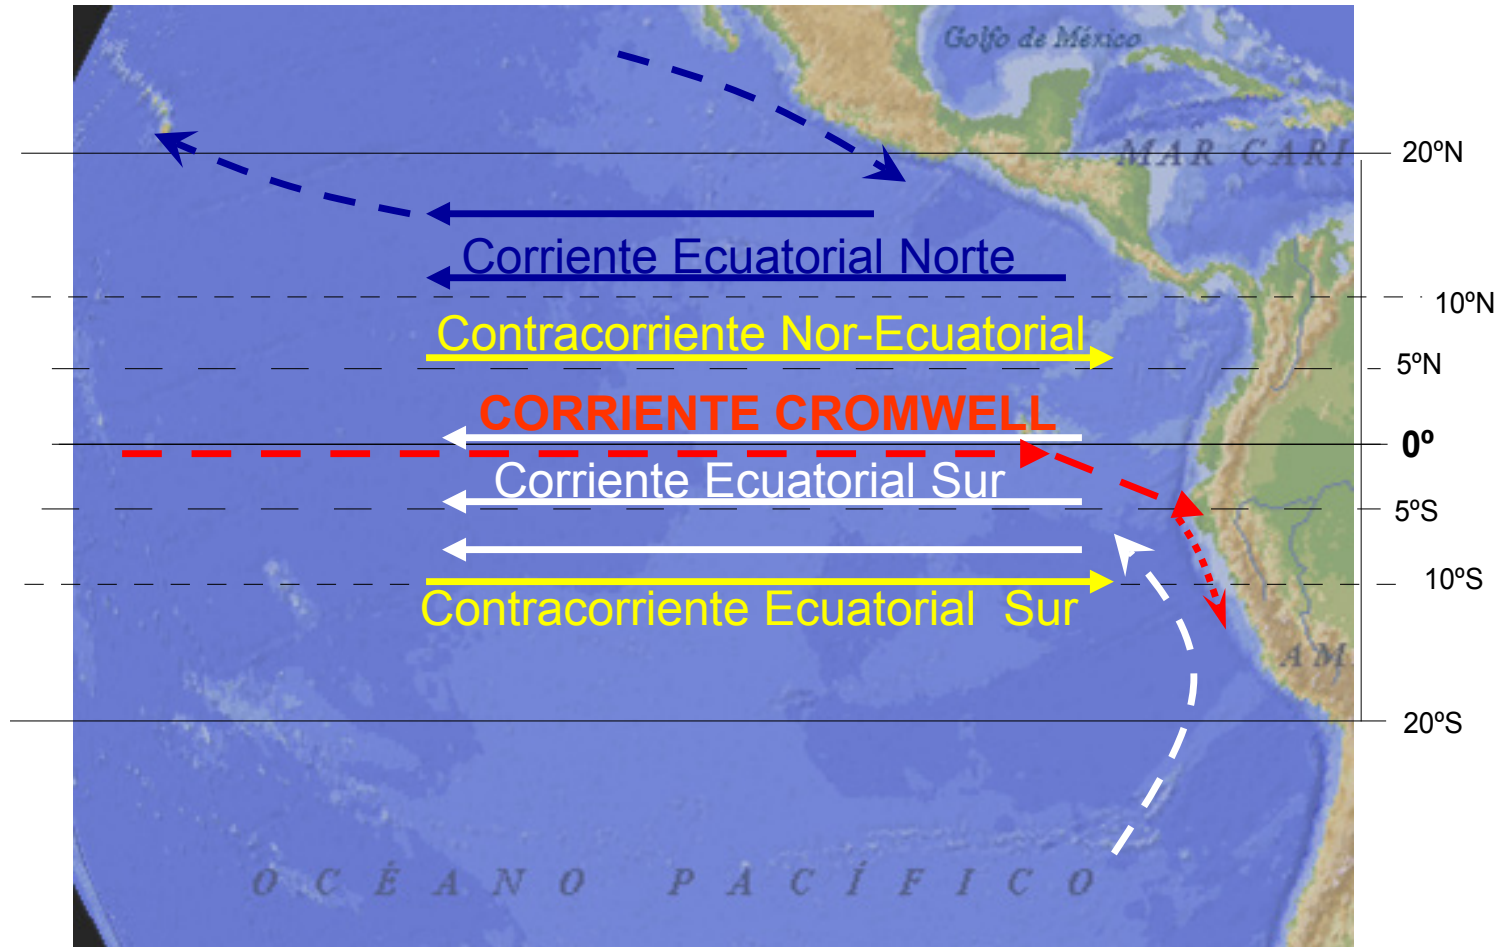 Golfo de México
MAR CARI
20ºN
Corriente Ecuatorial Norte
10ºN
Contracorriente Nor-Ecuatorial
5ºN
CORRIENTE CROMWELL
0º
Corriente Ecuatorial Sur
5ºS
10ºS
Contracorriente Ecuatorial Sur
AM
20ºS
OCÉANO PACÍFICO